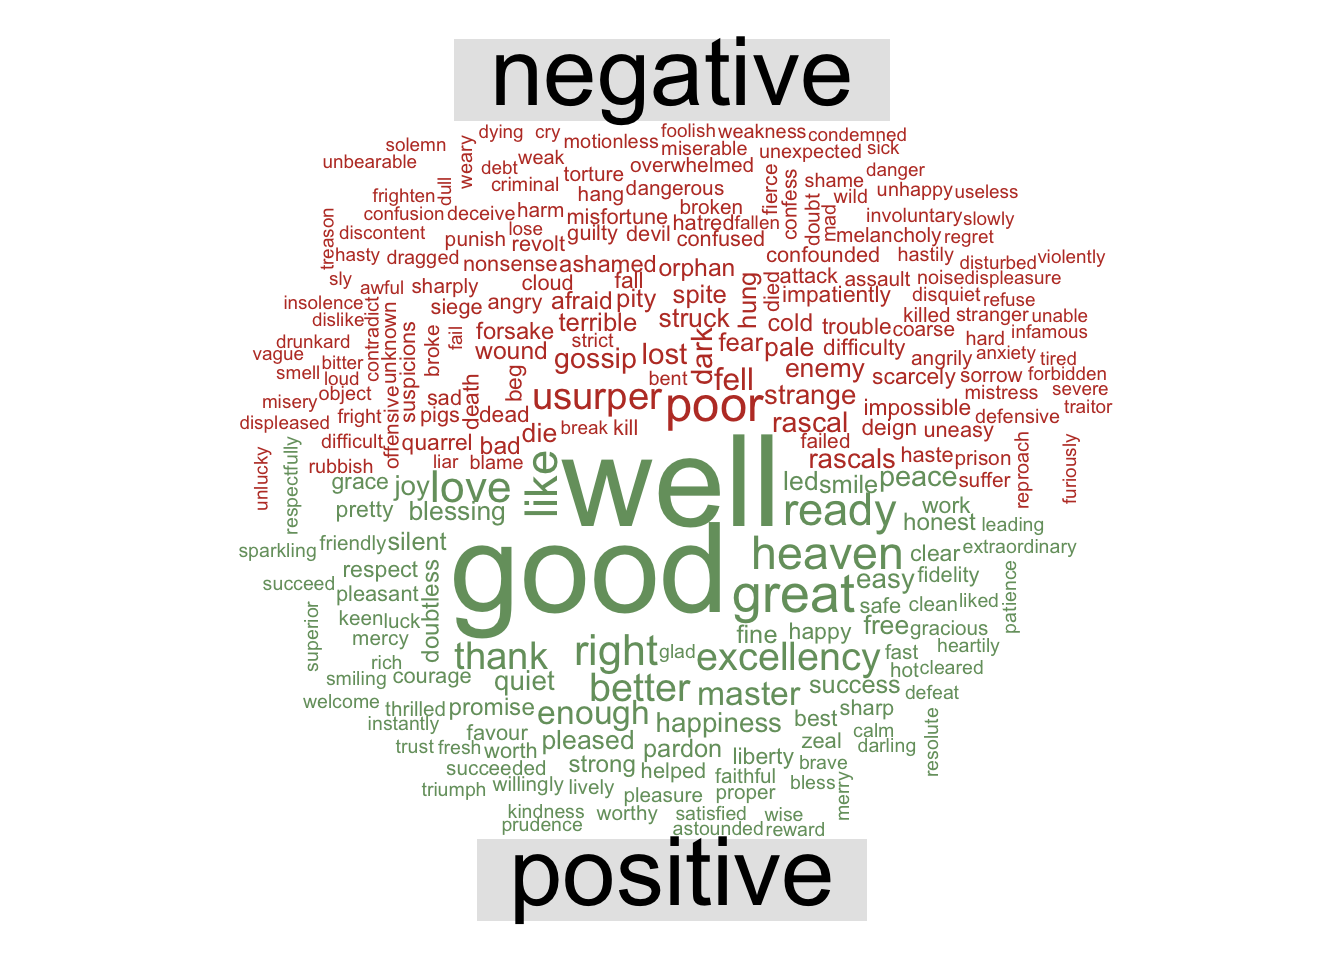 negative
solemn weary dying cry motionless foolish weakness condemned
unbearable debt weak miserable unexpected sick
dull criminal torture overwhelmed fierce confess shame danger
frighten hang dangerous doubt wild unhappy useless
treason confusion deceive harm misfortune broken hatred fallen mad involuntary slowly
discontent punish lose revolt guilty devil confused melancholy regret
hasty dragged nonsense ashamed orphan confounded hastily disturbed violently
sly awful sharply cloud fall hung died attack assault noise displeasure
insolence contradict siege angry afraid pity spite impatiently disquiet refuse
dislike unknown suspicions broke fail forsake terrible struck dark cold trouble coarse killed stranger unable
drunkard strict fear hard infamous
vague bitter wound gossip lost pale difficulty angrily anxiety tired
smell loud beg bent fell enemy scarcely sorrow forbidden
misery object offensive sad death usurper poor strange mistress severe
displeased fright pigs dead rascal impossible defensive traitor
difficult quarrel bad die break kill failed deign uneasy
unlucky rubbish liar blame rascals haste prison reproach furiously
respectfully grace joy love like well led smile peace suffer
pretty blessing ready work honest leading
sparkling friendly silent good heaven clear extraordinary
succeed respect doubtless great easy fidelity patience
pleasant safe clean liked
superior keen luck fine happy free gracious
mercy thank right glad excellency fast heartily
rich hot cleared
smiling courage quiet better master success defeat
welcome thrilled promise enough happiness best sharp resolute
instantly favour calm
trust fresh worth pleased pardon liberty zeal darling
succeeded strong helped faithful brave merry
triumph willingly lively pleasure proper bless
kindness worthy satisfied wise
prudence astounded reward
positive